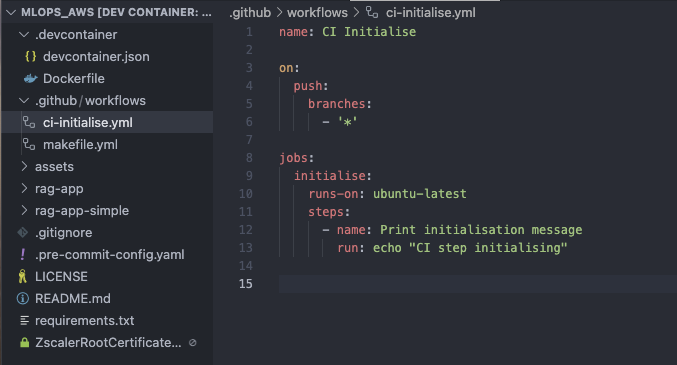 MLOPS_AWS [DEV CONTAINER: ...
.devcontainer
{} devcontainer.json
Dockerfile
.github/workflows
ci-initialise.yml
makefile.yml
assets
rag-app
rag-app-simple
.gitignore
! .pre-commit-config.yaml
LICENSE
README.md
requirements.txt
ZscalerRootCertificate...
.github > workflows > ci-initialise.yml
1 name: CI Initialise
2
3 on:
4 push:
5 branches:
6 - '*'
7
8 jobs:
9 initialise:
10 runs-on: ubuntu-latest
11 steps:
12 - name: Print initialisation message
13 run: echo "CI step initialising"
14
15